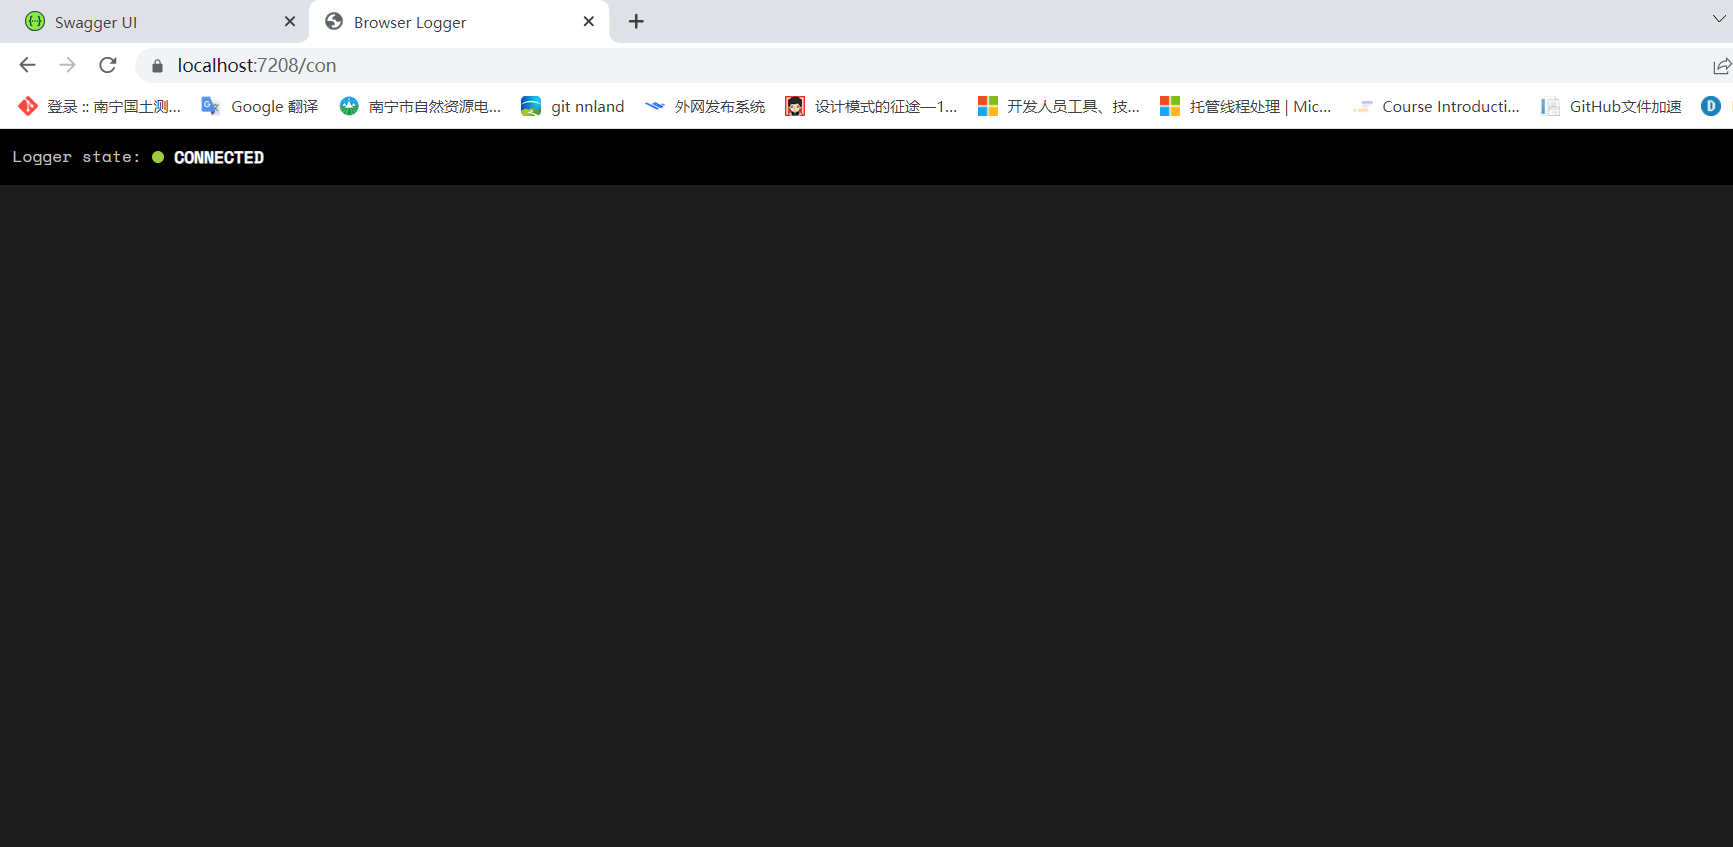 Swagger UI Browser Logger
localhost:7208/con
登录 :: 南宁国土测... Google 翻译 南宁市自然资源电... git nnland 外网发布系统 设计模式的征途—1... 开发人员工具、技... 托管线程处理 | Mic... Course Introducti... GitHub文件加速 D
Logger state: CONNECTED